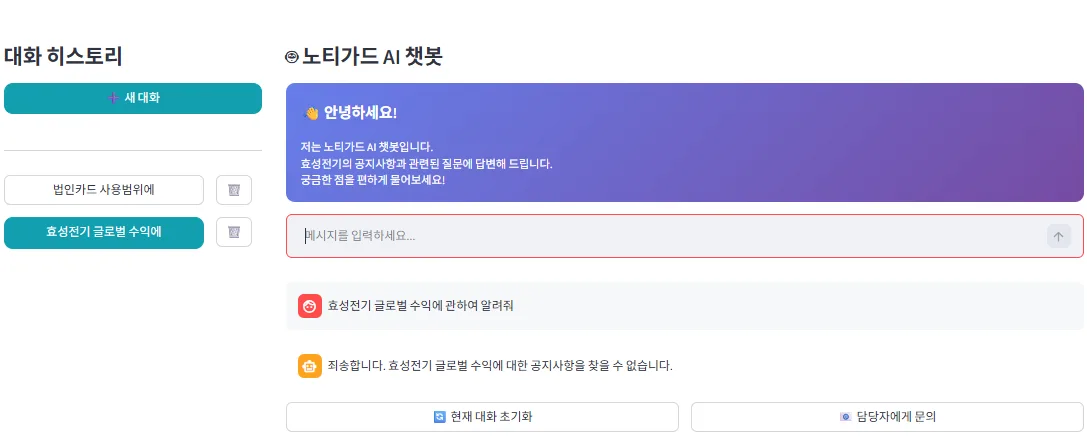 대화 히스토리
새 대화
법인카드 사용범위에
효성전기 글로벌 수익에
노티가드 AI 챗봇
안녕하세요!
저는 노티가드 AI 챗봇입니다.
효성전기의 공지사항과 관련된 질문에 답변해 드립니다.
궁금한 점을 편하게 물어보세요!
메시지를 입력하세요...
효성전기 글로벌 수익에 관하여 알려줘
죄송합니다. 효성전기 글로벌 수익에 대한 공지사항을 찾을 수 없습니다.
현재 대화 초기화
담당자에게 문의